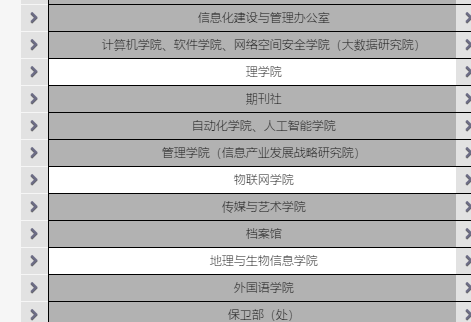 信息化建设与管理办公室
计算机学院、软件学院、网络空间安全学院（大数据研究院）
理学院
期刊社
自动化学院、人工智能学院
管理学院（信息产业发展战略研究院）
物联网学院
传媒与艺术学院
档案馆
地理与生物信息学院
外国语学院
保卫部（处）